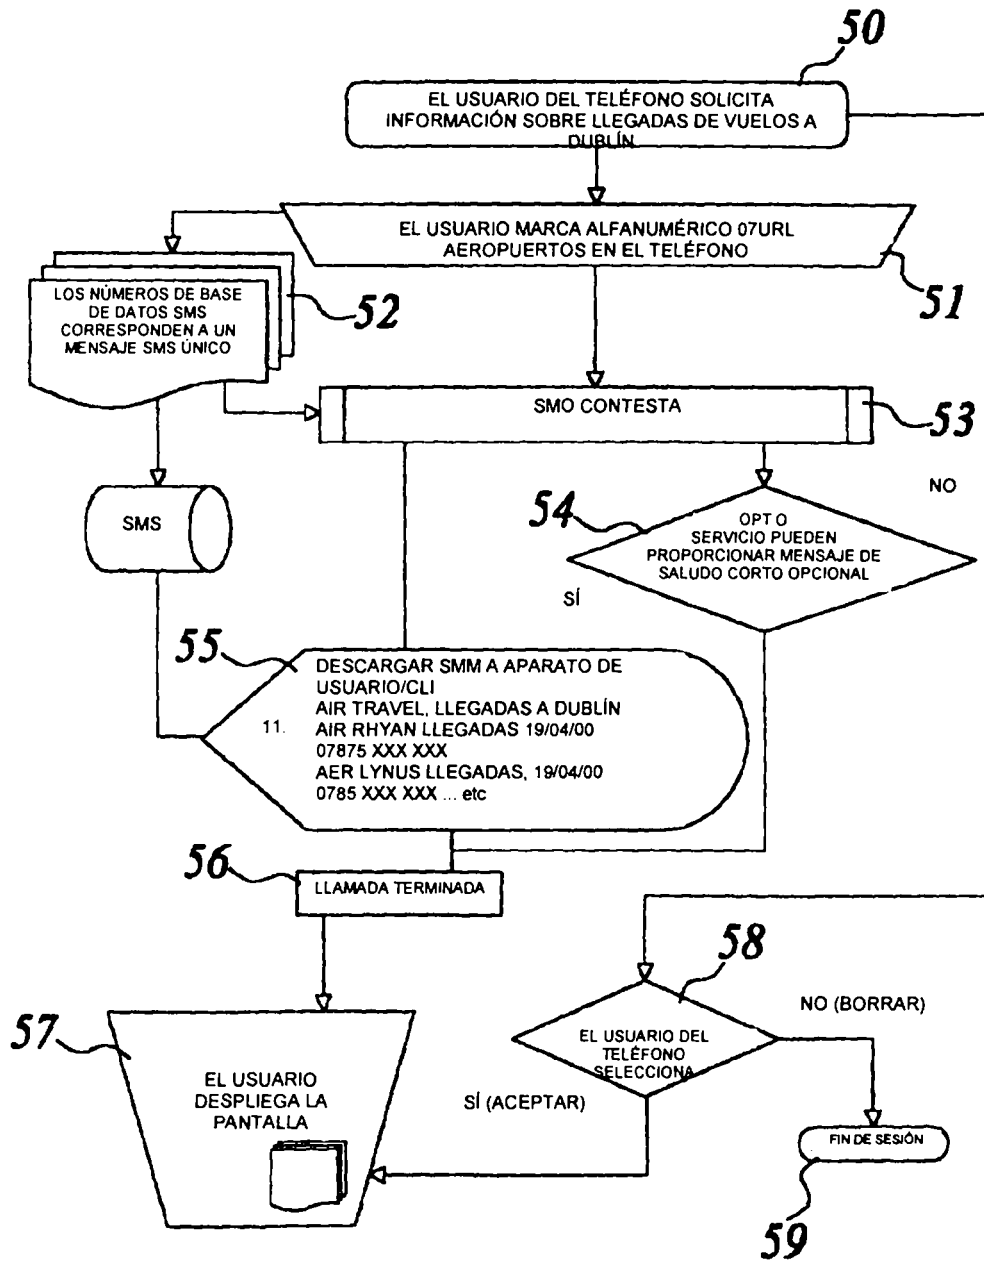 50
EL USUARIO DEL TELÉFONO SOLICITA
INFORMACIÓN SOBRE LLEGADAS DE VUELOS A
DUBLÍN
EL USUARIO MARCA ALFANUMÉRICO 07URL
AEROPUERTOS EN EL TELÉFONO
51
LOS NÚMEROS DE BASE
DE DATOS SMS
CORRESPONDEN A UN
MENSAJE SMS ÚNICO
52
SMO CONTESTA
53
NO
SMS
54
OPT O
SERVICIO PUEDEN
PROPORCIONAR MENSAJE DE
SALUDO CORTO OPCIONAL
SÍ
55
DESCARGAR SMM A APARATO DE
USUARIO/CLI
AIR TRAVEL, LLEGADAS A DUBLÍN
11. AIR RHYAN LLEGADAS 19/04/00
07875 XXX XXX
AER LYNUS LLEGADAS, 19/04/00
0785 XXX XXX ... etc
56
LLAMADA TERMINADA
58
NO (BORRAR)
57
EL USUARIO DEL
TELÉFONO
SELECCIONA
EL USUARIO
DESPLIEGA LA
PANTALLA
SÍ (ACEPTAR)
FIN DE SESIÓN
59